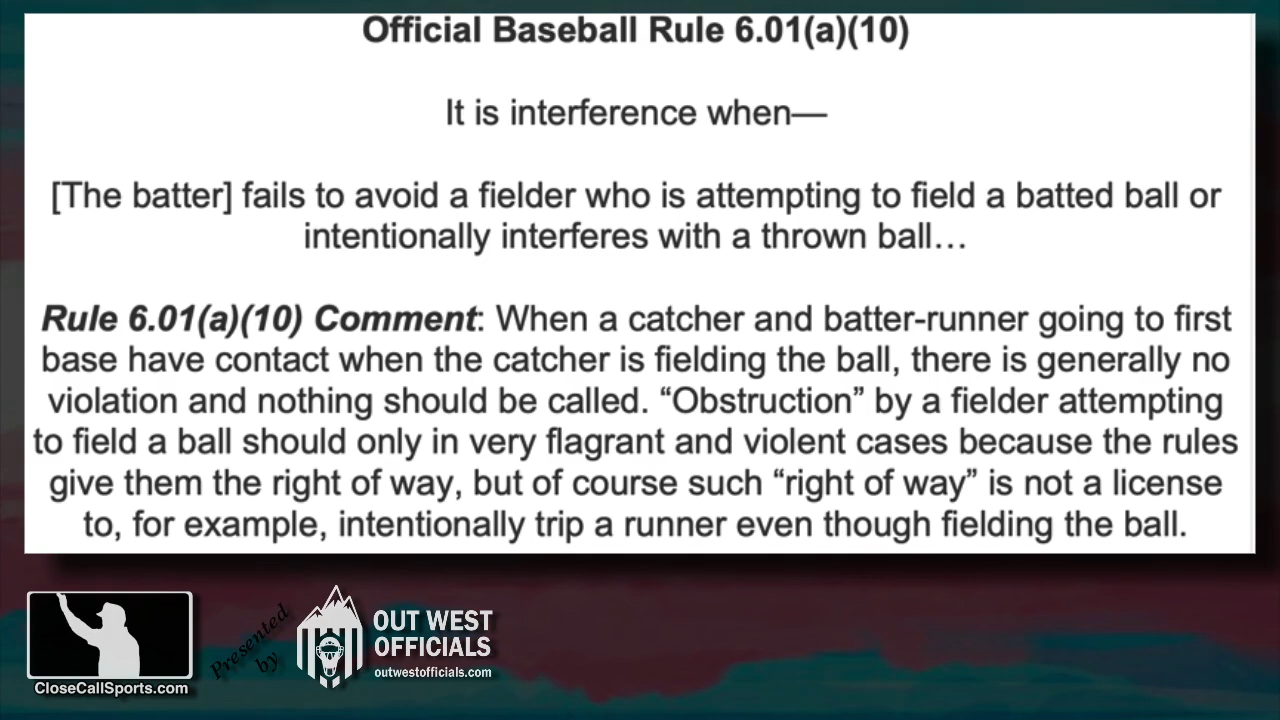 Official Baseball Rule 6.01(a)(10)
It is interference when—
[The batter] fails to avoid a fielder who is attempting to field a batted ball or
intentionally interferes with a thrown ball…
Rule 6.01(a)(10) Comment: When a catcher and batter-runner going to first
base have contact when the catcher is fielding the ball, there is generally no
violation and nothing should be called. “Obstruction” by a fielder attempting
to field a ball should only in very flagrant and violent cases because the rules
give them the right of way, but of course such “right of way” is not a license
to, for example, intentionally trip a runner even though fielding the ball.
CloseCallSports.com
Presented
by
OUT WEST
OFFICIALS
outwestofficials.com